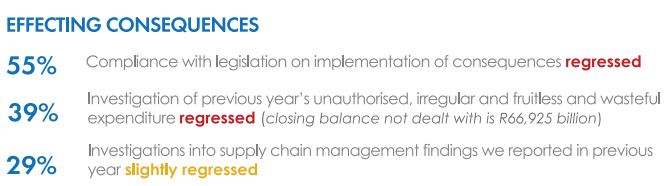 EFFECTING CONSEQUENCES
55% Compliance with legislation on implementation of consequences regressed
39% Investigation of previous year's unauthorised, irregular and fruitless and wasteful
expenditure regressed (closing balance not dealt with is R66,925 billion)
29% Investigations into supply chain management findings we reported in previous
year slightly regressed